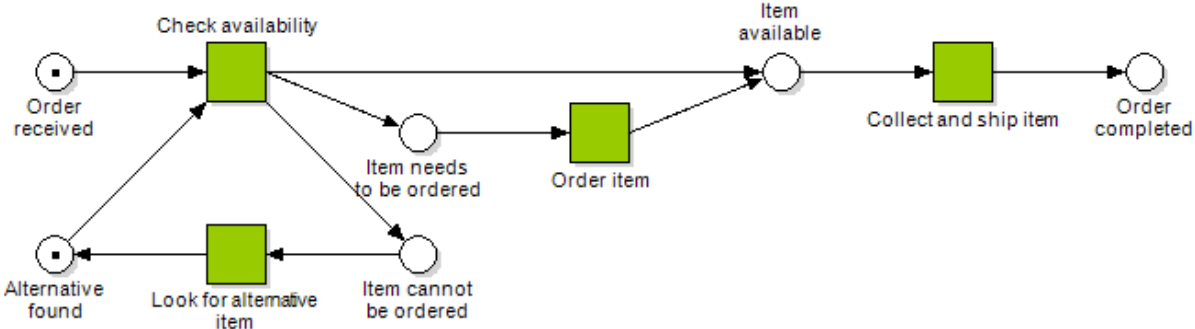 Check availability
Item
available
Order
received
Collect and ship item
Order
completed
Item needs
to be ordered
Order item
Alternative
found
Look for alternative
item
Item cannot
be ordered